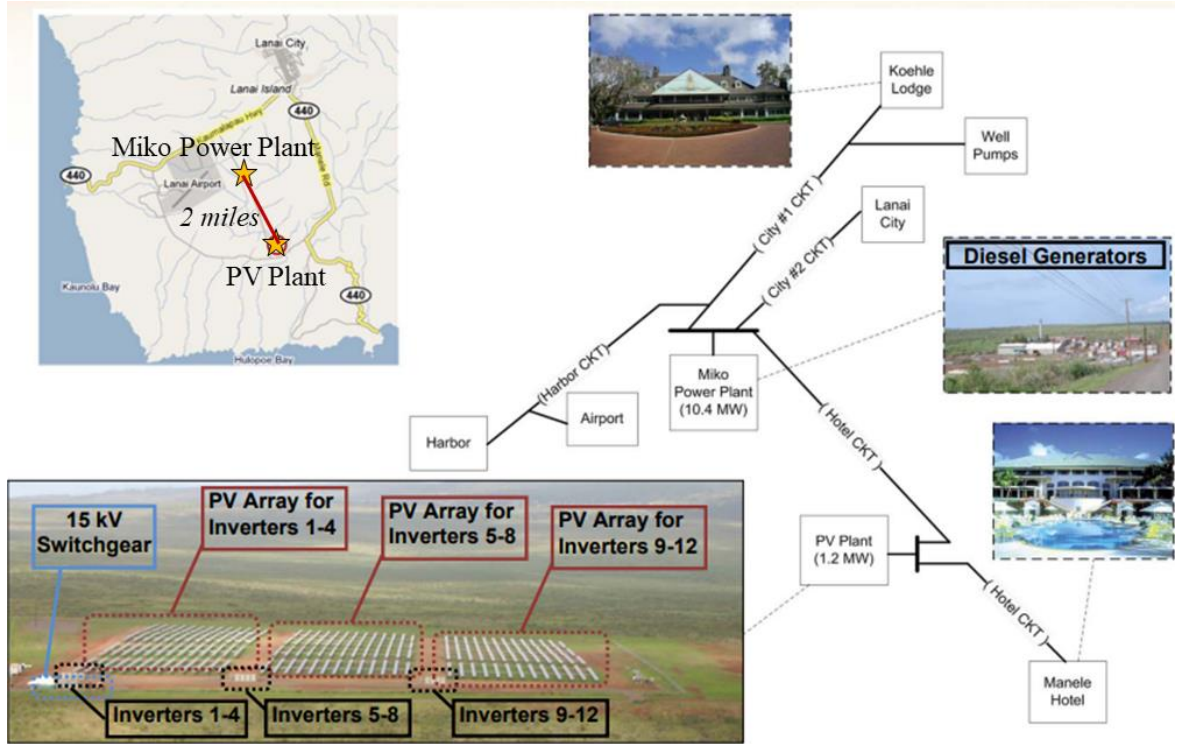 Lanai City
Lanai Island
440
Kaumalapau Hwy
Miko Power Plant
440
Lanai Airport
Manele Rd
2 miles
PV Plant
Kaunolu Bay
440
Hulopoe Bay
Koehle
Lodge
Well
Pumps
(City #1 CKT)
Lanai
City
(City #2 CKT)
Diesel Generators
(Harbor CKT)
Miko
Power Plant
(10.4 MW)
Airport
Harbor
(Hotel CKT)
PV Plant
(1.2 MW)
(Hotel CKT)
Manele
Hotel
15 kV
Switchgear
PV Array for
Inverters 1-4
PV Array for
Inverters 5-8
PV Array for
Inverters 9-12
Inverters 1-4
Inverters 5-8
Inverters 9-12